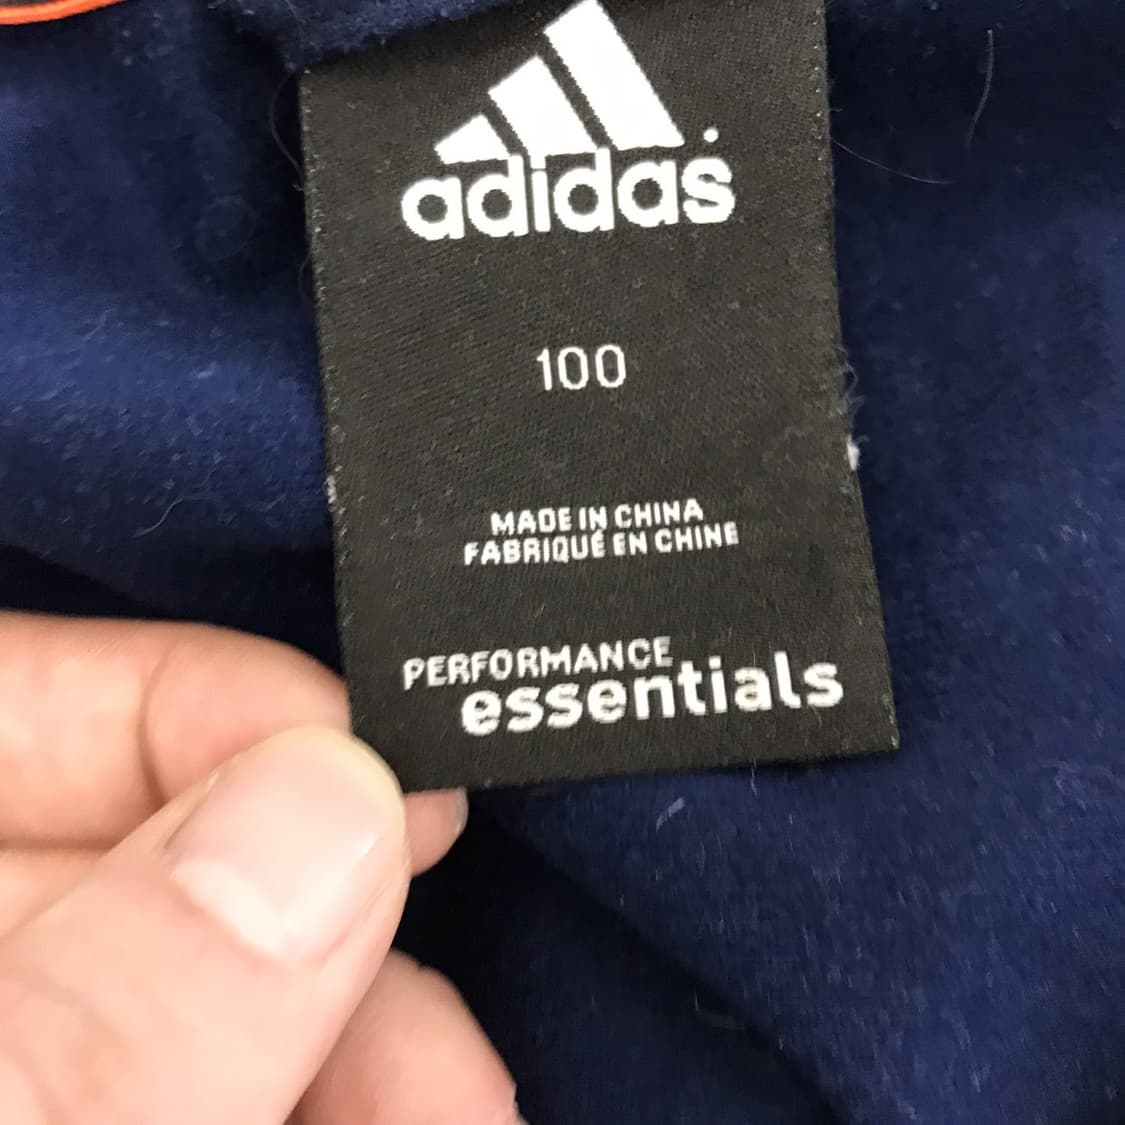 adidas
100
MADE IN CHINA
FABRIQUÉ EN CHINE
PERFORMANCE
essentials